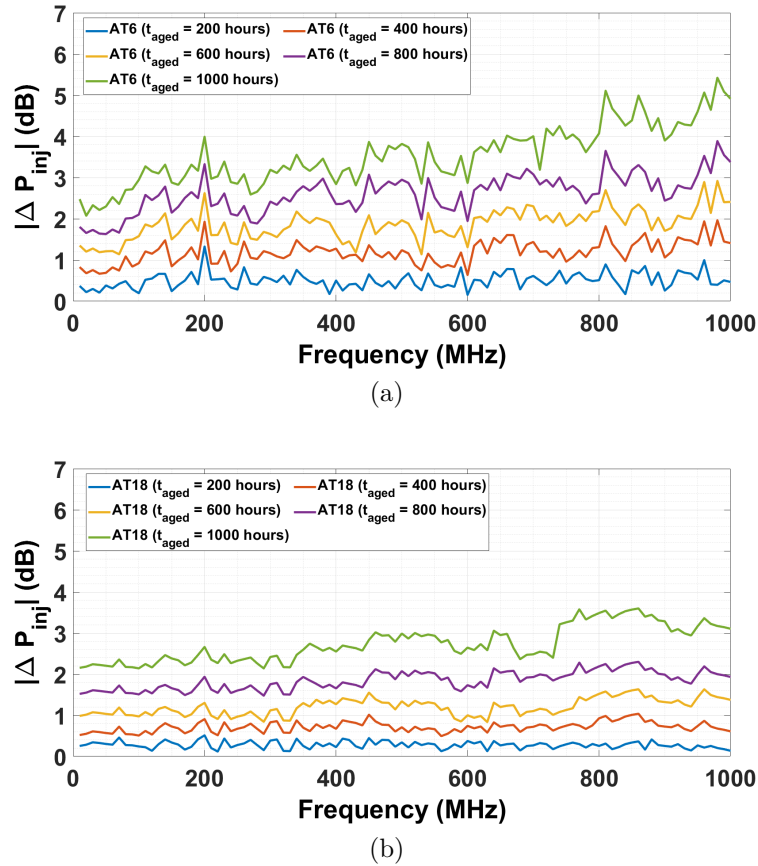 7
6
5
4
3
2
1
0
|Δ P_inj| (dB)
AT6 (t_aged = 200 hours) AT6 (t_aged = 400 hours)
AT6 (t_aged = 600 hours) AT6 (t_aged = 800 hours)
AT6 (t_aged = 1000 hours)
0 200 400 600 800 1000
Frequency (MHz)
(a)
7
6
5
4
3
2
1
0
|Δ P_inj| (dB)
AT18 (t_aged = 200 hours) AT18 (t_aged = 400 hours)
AT18 (t_aged = 600 hours) AT18 (t_aged = 800 hours)
AT18 (t_aged = 1000 hours)
0 200 400 600 800 1000
Frequency (MHz)
(b)